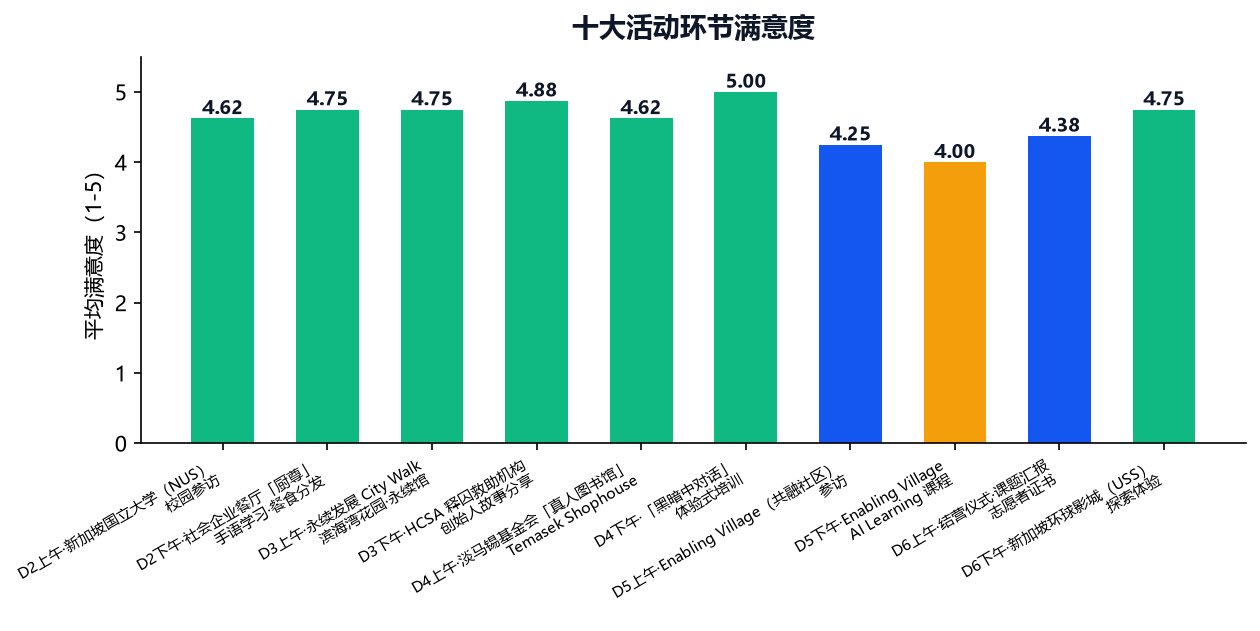 十大活动环节满意度
平均满意度（1-5）
5
4
3
2
1
0
4.62
4.75
4.75
4.88
4.62
5.00
4.25
4.00
4.38
4.75
D2上午·新加坡国立大学（NUS）
校园参访
D2下午·社会企业餐厅「厨尊」
手语学习·餐食分发
D3上午·永续发展 City Walk
滨海湾花园·永续馆
D3下午·HCSA 释囚救助机构
创始人故事分享
D4上午·淡马锡基金会「真人图书馆」
Temasek Shophouse
D4下午·「黑暗中对话」
体验式培训
D5上午·Enabling Village（共融社区）
参访
D5下午·Enabling Village
AI Learning 课程
D6上午·结营仪式·课题汇报
志愿者证书
D6下午·新加坡环球影城（USS）
探索体验